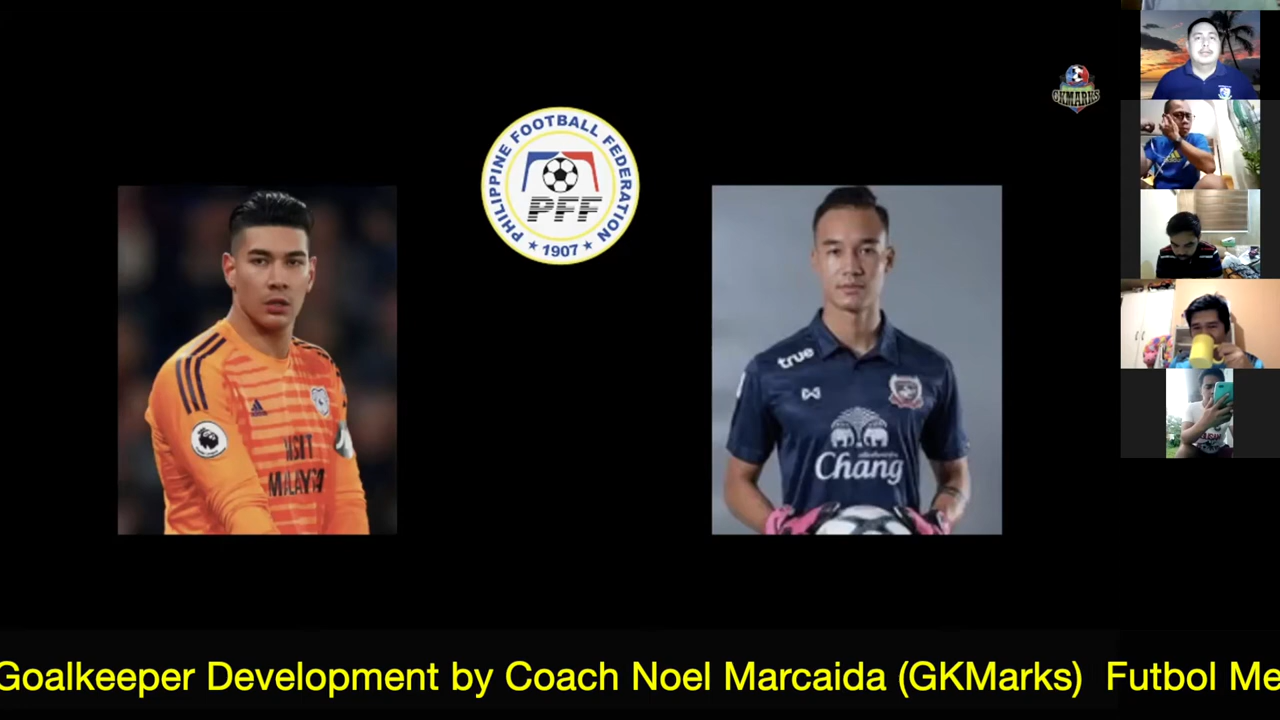 GKMARKS
PHILIPPINE FOOTBALL FEDERATION
PFF
★ 1907 ★
VISIT
MALAYSIA
true
Chang
Goalkeeper Development by Coach Noel Marcaida (GKMarks) Futbol Me